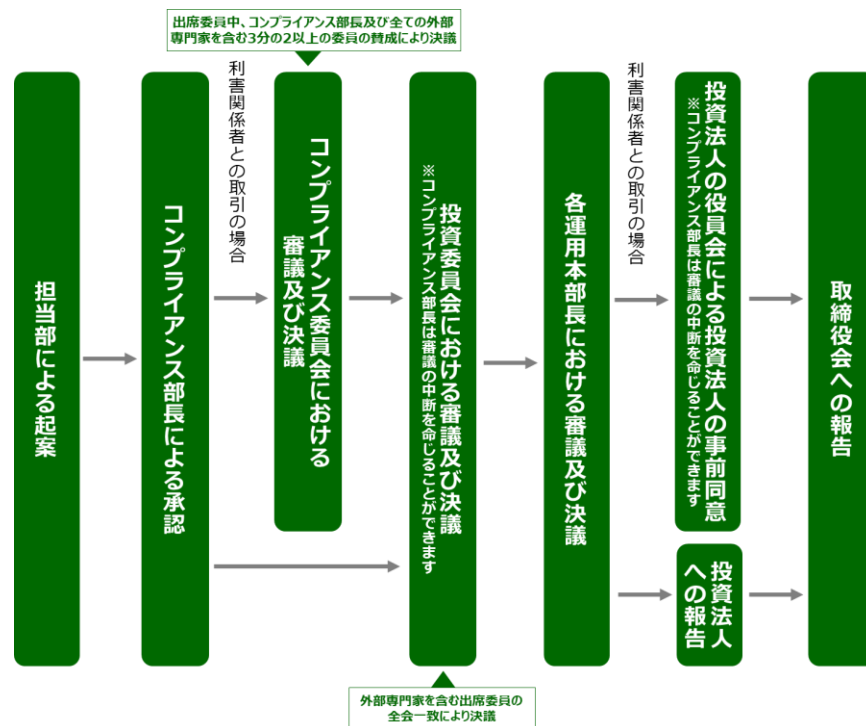 出席委員中、コンプライアンス部長及び全ての外部
専門家を含む3分の2以上の委員の賛成により決議
担当部による起案
コンプライアンス部長による承認
利害関係者との取引の場合
コンプライアンス委員会における
審議及び決議
投資委員会における審議及び決議
※コンプライアンス部長は審議の中断を命じることができます
各運用本部長における審議及び決議
利害関係者との取引の場合
投資法人の役員会による投資法人の事前同意
※コンプライアンス部長は審議の中断を命じることができます
投資法人
への報告
取締役会への報告
外部専門家を含む出席委員の
全会一致により決議